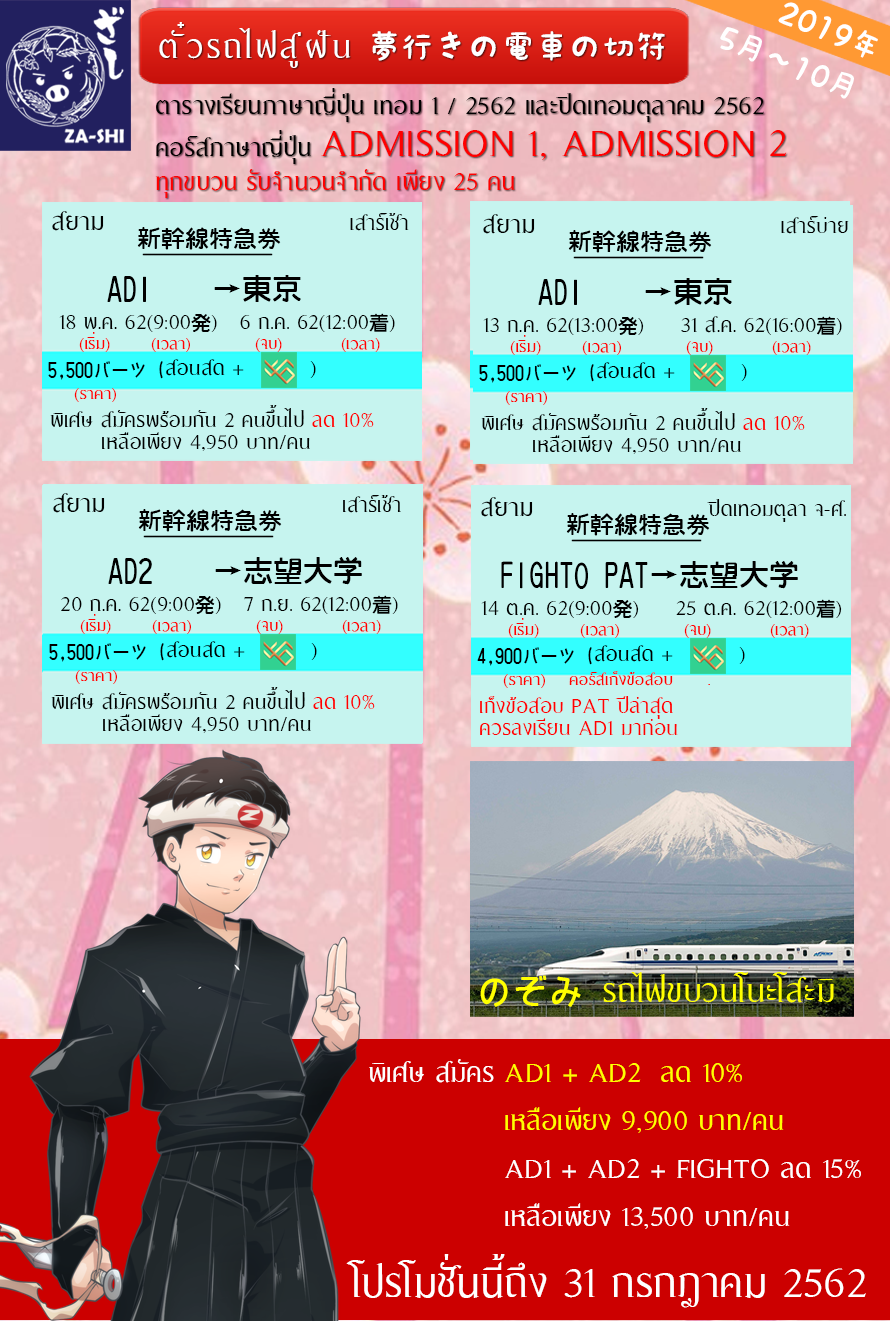 ざし
ZA-SHI
ตั๋วรถไฟสู่ฝัน 夢行きの電車の切符
2019年
5月～10月
ตารางเรียนภาษาญี่ปุ่น เทอม 1 / 2562 และปิดเทอมตุลาคม 2562
คอร์สภาษาญี่ปุ่น ADMISSION 1, ADMISSION 2
ทุกขบวน รับจำนวนจำกัด เพียง 25 คน
สยาม เสาร์เช้า
新幹線特急券
AD1 →東京
18 พ.ค. 62(9:00発) 6 ก.ค. 62(12:00着)
(เริ่ม) (เวลา) (จบ) (เวลา)
5,500バーツ (สอนสด + )
(ราคา)
พิเศษ สมัครพร้อมกัน 2 คนขึ้นไป ลด 10%
เหลือเพียง 4,950 บาท/คน
สยาม เสาร์บ่าย
新幹線特急券
AD1 →東京
13 ก.ค. 62(13:00発) 31 ส.ค. 62(16:00着)
(เริ่ม) (เวลา) (จบ) (เวลา)
5,500バーツ (สอนสด + )
(ราคา)
พิเศษ สมัครพร้อมกัน 2 คนขึ้นไป ลด 10%
เหลือเพียง 4,950 บาท/คน
สยาม เสาร์เช้า
新幹線特急券
AD2 →志望大学
20 ก.ค. 62(9:00発) 7 ก.ย. 62(12:00着)
(เริ่ม) (เวลา) (จบ) (เวลา)
5,500バーツ (สอนสด + )
(ราคา)
พิเศษ สมัครพร้อมกัน 2 คนขึ้นไป ลด 10%
เหลือเพียง 4,950 บาท/คน
สยาม ปิดเทอมตุลา จ-ศ.
新幹線特急券
FIGHTO PAT→志望大学
14 ต.ค. 62(9:00発) 25 ต.ค. 62(12:00着)
(เริ่ม) (เวลา) (จบ) (เวลา)
4,900バーツ (สอนสด + )
(ราคา) คอร์สเก็งข้อสอบ
เก็งข้อสอบ PAT ปีล่าสุด
ควรลงเรียน AD1 มาก่อน
Z
のぞみ รถไฟขบวนโนะโสะมิ
พิเศษ สมัคร AD1 + AD2 ลด 10%
เหลือเพียง 9,900 บาท/คน
AD1 + AD2 + FIGHTO ลด 15%
เหลือเพียง 13,500 บาท/คน
โปรโมชั่นนี้ถึง 31 กรกฎาคม 2562